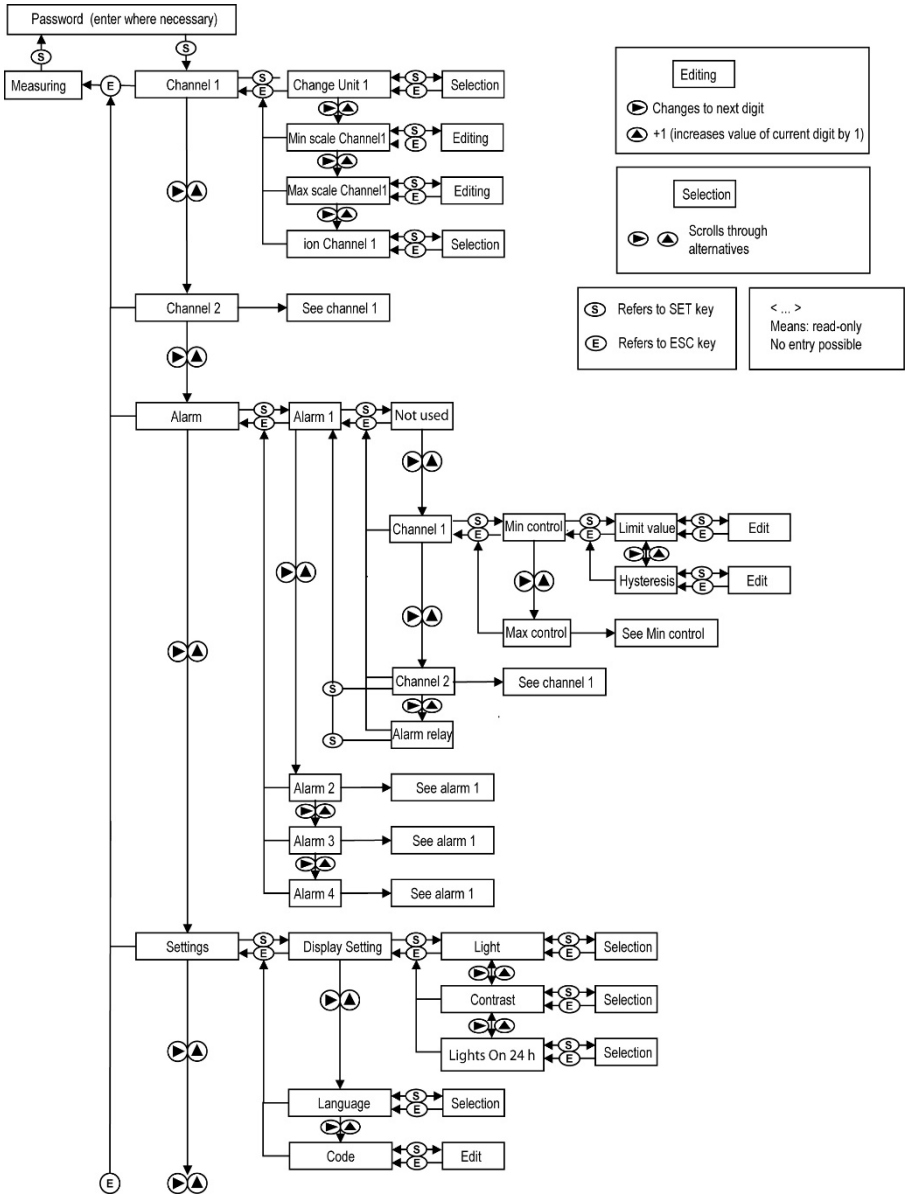 Password (enter where necessary)
S
S
Measuring
E
Channel 1
S
E
Change Unit 1
S
E
Selection
Min scale Channel1
S
E
Editing
Max scale Channel1
S
E
Editing
ion Channel 1
S
E
Selection
Editing
Changes to next digit
+1 (increases value of current digit by 1)
Selection
Scrolls through
alternatives
S Refers to SET key
E Refers to ESC key
< ... >
Means: read-only
No entry possible
Channel 2
See channel 1
Alarm
S
E
Alarm 1
S
E
Not used
Channel 1
S
E
Min control
S
E
Limit value
S
E
Edit
Hysteresis
S
E
Edit
Max control
See Min control
Channel 2
See channel 1
S
Alarm relay
S
Alarm 2
See alarm 1
Alarm 3
See alarm 1
Alarm 4
See alarm 1
Settings
S
E
Display Setting
S
E
Light
S
E
Selection
Contrast
S
E
Selection
Lights On 24 h
S
E
Selection
Language
S
E
Selection
Code
S
E
Edit
E